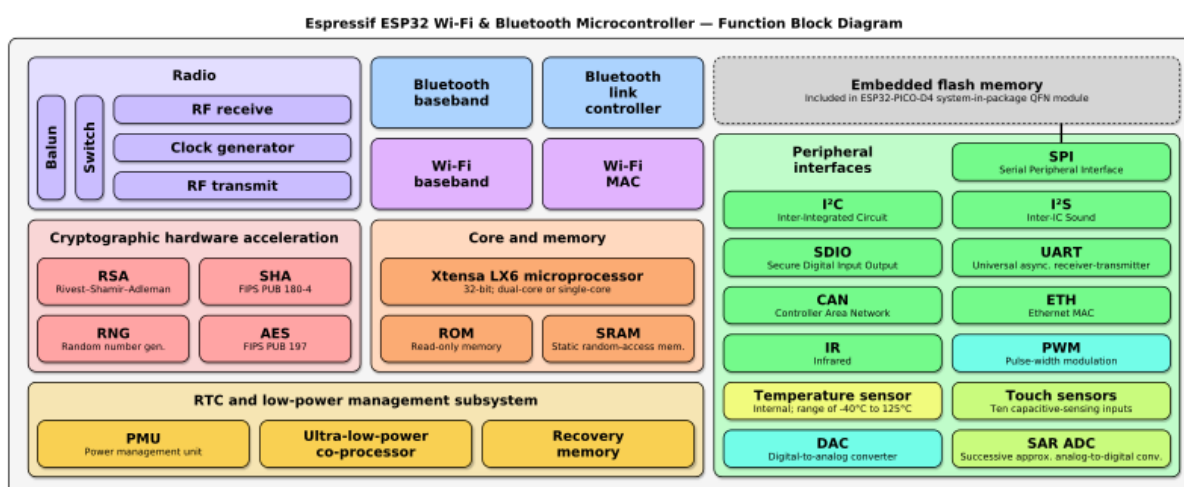 Espressif ESP32 Wi-Fi & Bluetooth Microcontroller — Function Block Diagram
Radio
Balun
Switch
RF receive
Clock generator
RF transmit
Bluetooth
baseband
Bluetooth
link
controller
Wi-Fi
baseband
Wi-Fi
MAC
Embedded flash memory
Included in ESP32-PICO-D4 system-in-package QFN module
Cryptographic hardware acceleration
RSA
Rivest–Shamir–Adleman
SHA
FIPS PUB 180-4
RNG
Random number gen.
AES
FIPS PUB 197
Core and memory
Xtensa LX6 microprocessor
32-bit; dual-core or single-core
ROM
Read-only memory
SRAM
Static random-access mem.
RTC and low-power management subsystem
PMU
Power management unit
Ultra-low-power
co-processor
Recovery
memory
Peripheral
interfaces
SPI
Serial Peripheral Interface
I²C
Inter-Integrated Circuit
I²S
Inter-IC Sound
SDIO
Secure Digital Input Output
UART
Universal async. receiver-transmitter
CAN
Controller Area Network
ETH
Ethernet MAC
IR
Infrared
PWM
Pulse-width modulation
Temperature sensor
Internal; range of -40°C to 125°C
Touch sensors
Ten capacitive-sensing inputs
DAC
Digital-to-analog converter
SAR ADC
Successive approx. analog-to-digital conv.